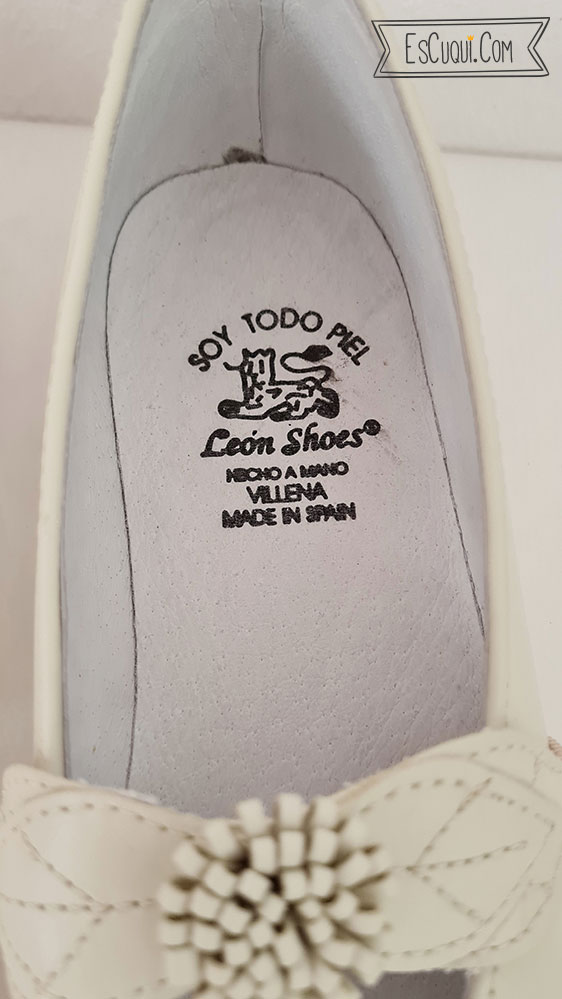 EsCuqui.Com
SOY TODO PIEL
León Shoes®
HECHO A MANO
VILLENA
MADE IN SPAIN